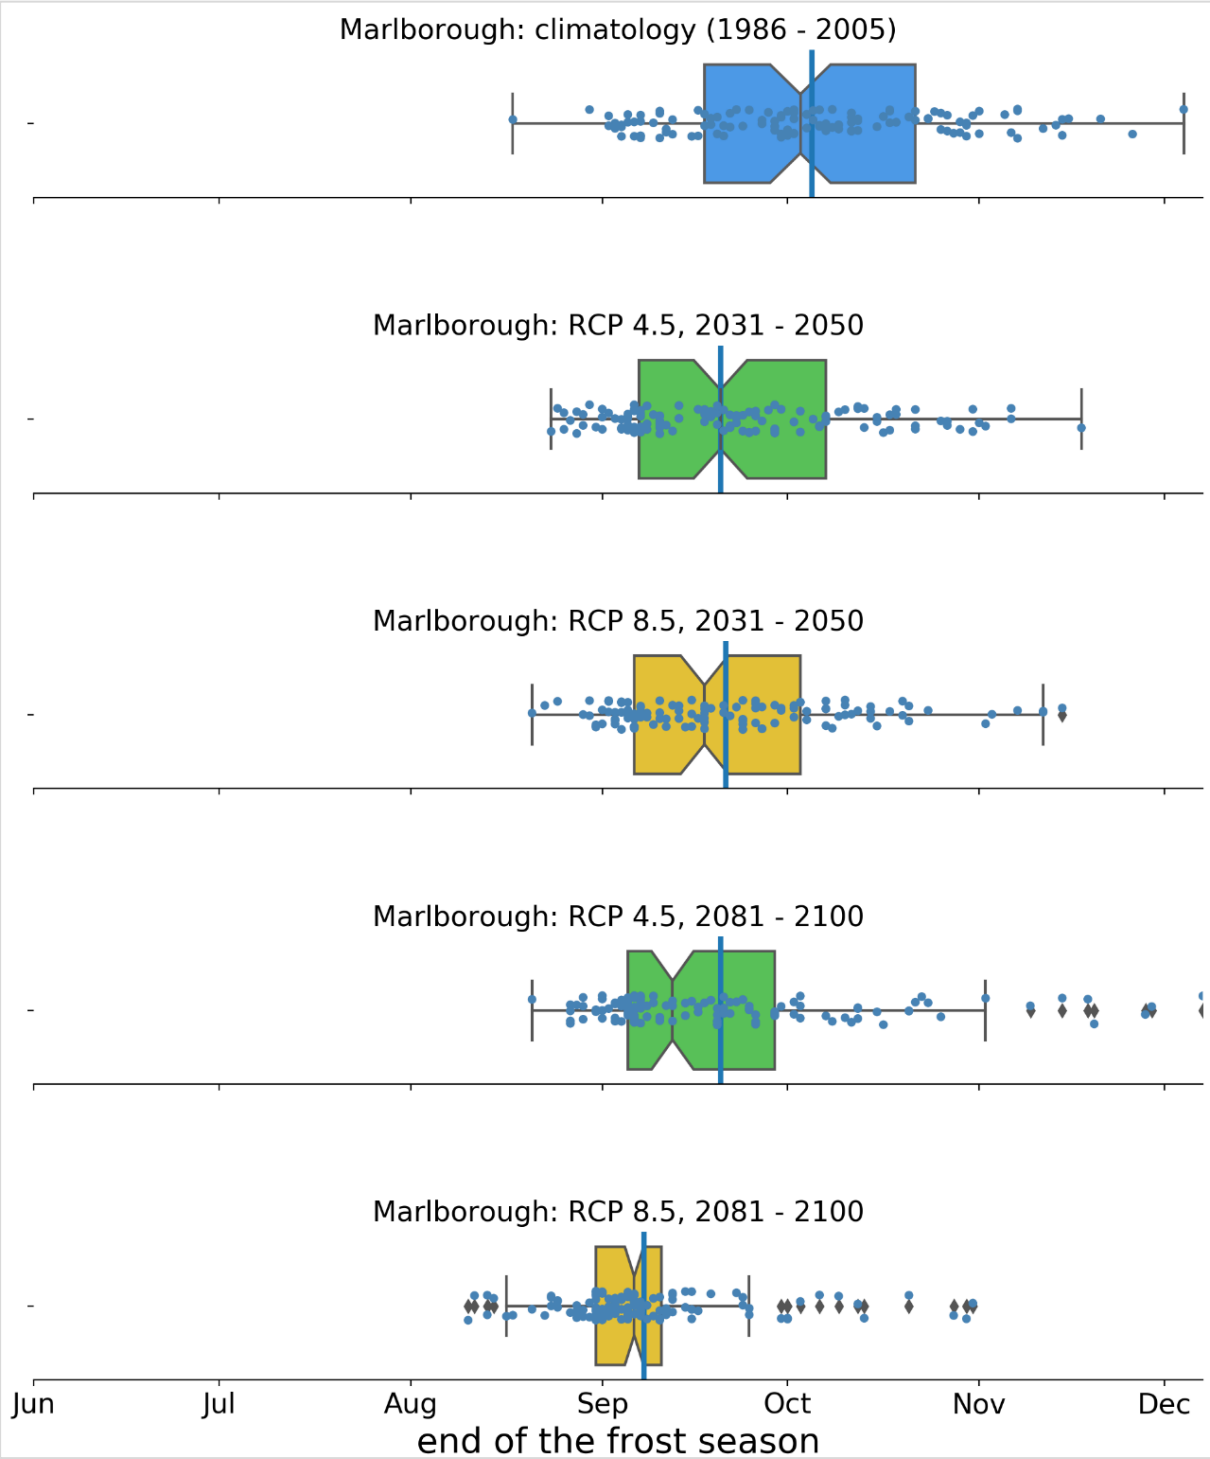 Marlborough: climatology (1986 - 2005)
Marlborough: RCP 4.5, 2031 - 2050
Marlborough: RCP 8.5, 2031 - 2050
Marlborough: RCP 4.5, 2081 - 2100
Marlborough: RCP 8.5, 2081 - 2100
Jun Jul Aug Sep Oct Nov Dec
end of the frost season